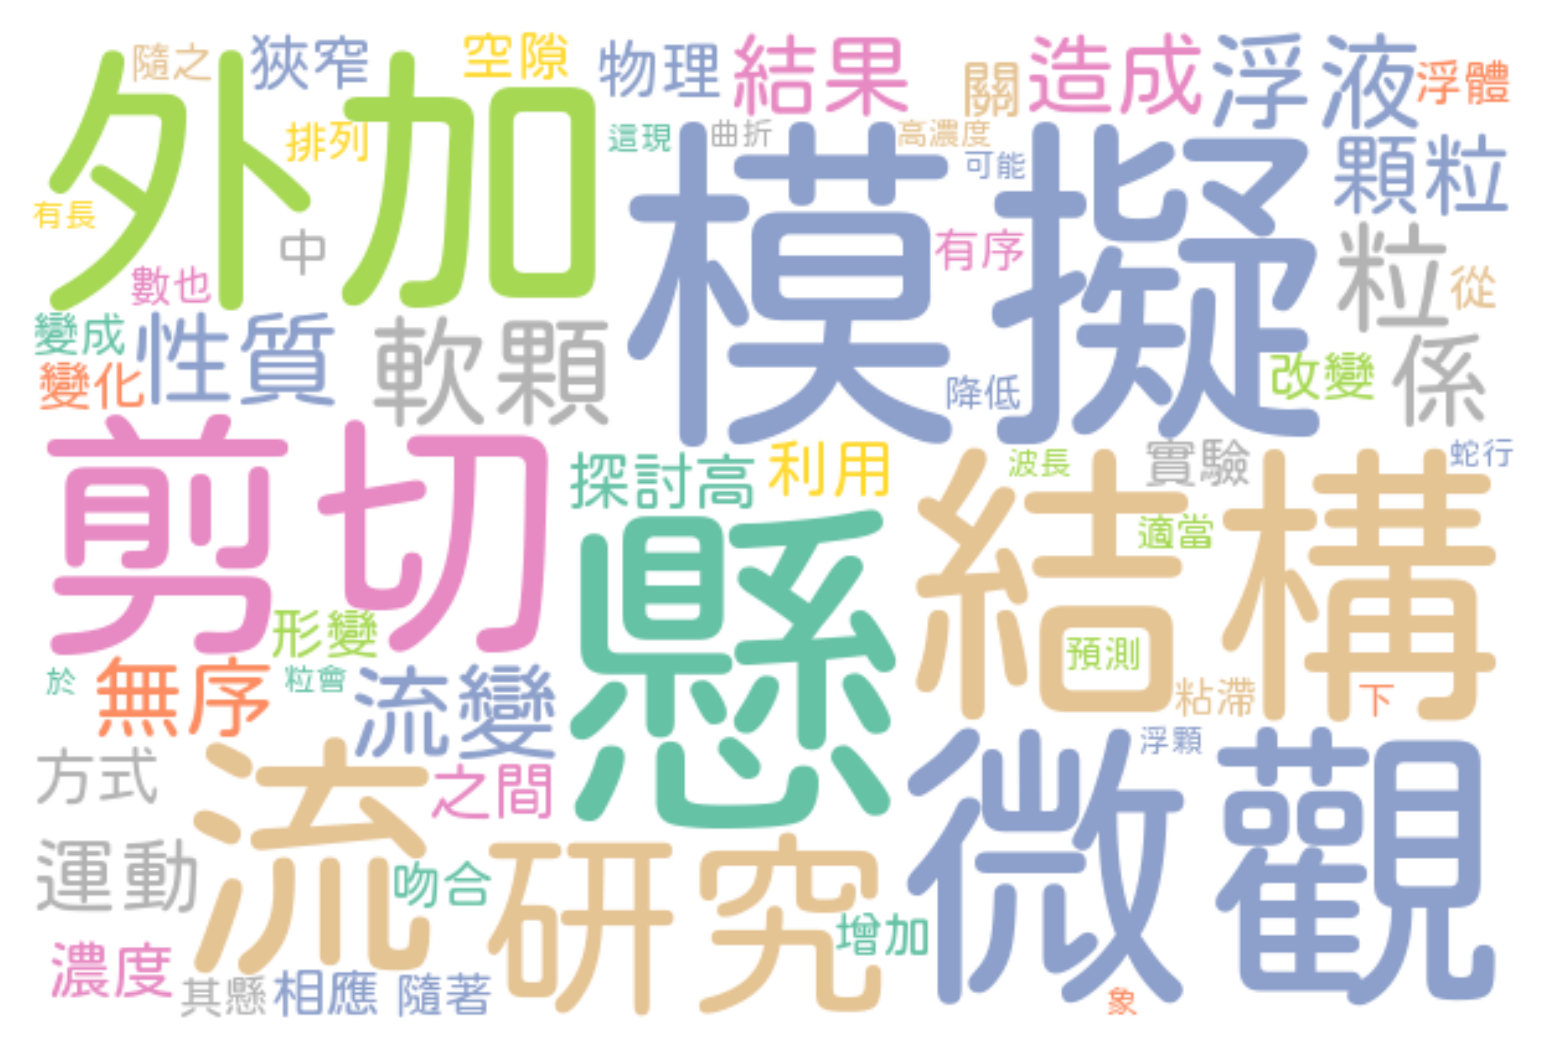 隨之
狹窄
空隙
物理
結果
關
造成
浮液
浮體
外加
排列
這現
曲折
高濃度
可能
模擬
顆粒
有長
中
有序
粒
從
數也
變成
性質
軟顆
變化
降低
改變
係
剪切
探討高
利用
波長
實驗
蛇行
懸
結構
適當
形變
預測
於
無序
粒會
流變
粘滯
下
方式
流
之間
浮顆
微觀
運動
吻合
研究
增加
濃度
其懸
相應
隨著
象